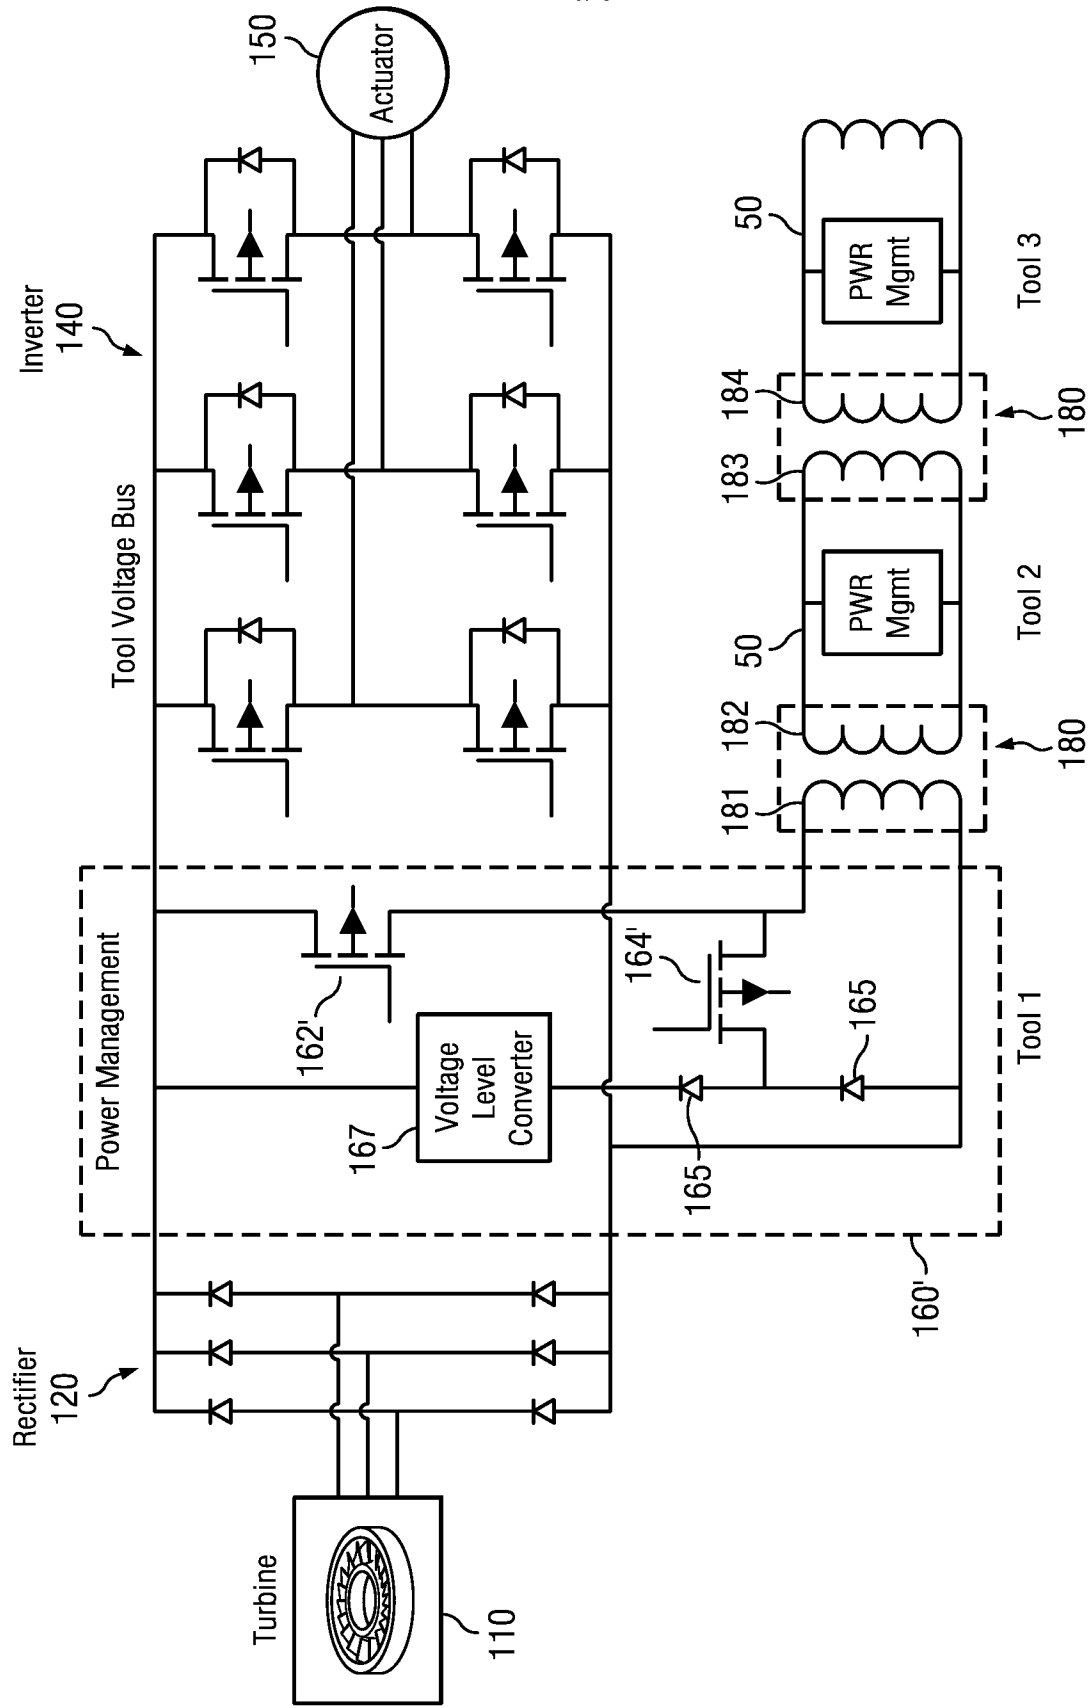 Turbine
110
Rectifier
120
Power Management
162'
167
Voltage
Level
Converter
164'
165
165
Tool 1
160'
Tool Voltage Bus
Inverter
140
150
Actuator
181
182
180
50
PWR
Mgmt
Tool 2
183
184
180
50
PWR
Mgmt
Tool 3